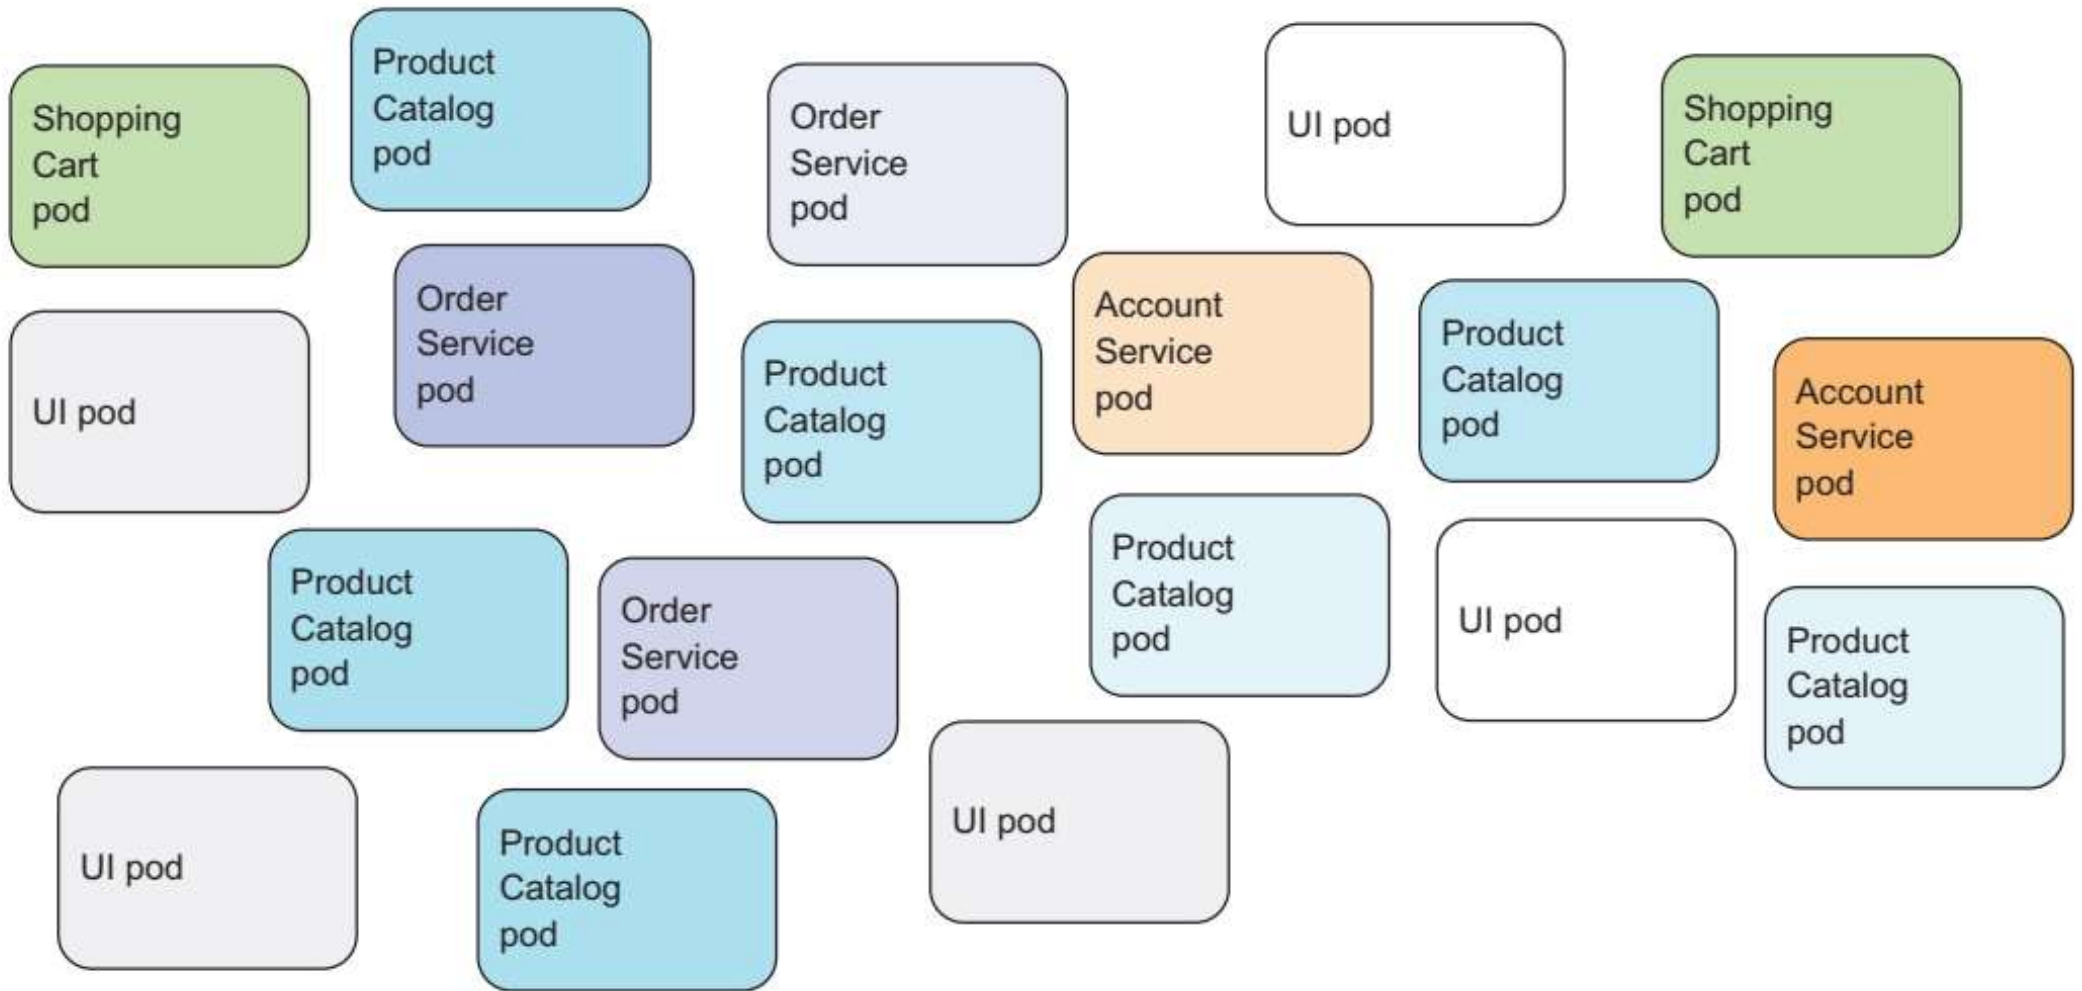 Shopping
Cart
pod
Product
Catalog
pod
Order
Service
pod
UI pod
Shopping
Cart
pod
UI pod
Order
Service
pod
Product
Catalog
pod
Account
Service
pod
Product
Catalog
pod
Account
Service
pod
Product
Catalog
pod
Order
Service
pod
Product
Catalog
pod
UI pod
Product
Catalog
pod
UI pod
Product
Catalog
pod
UI pod